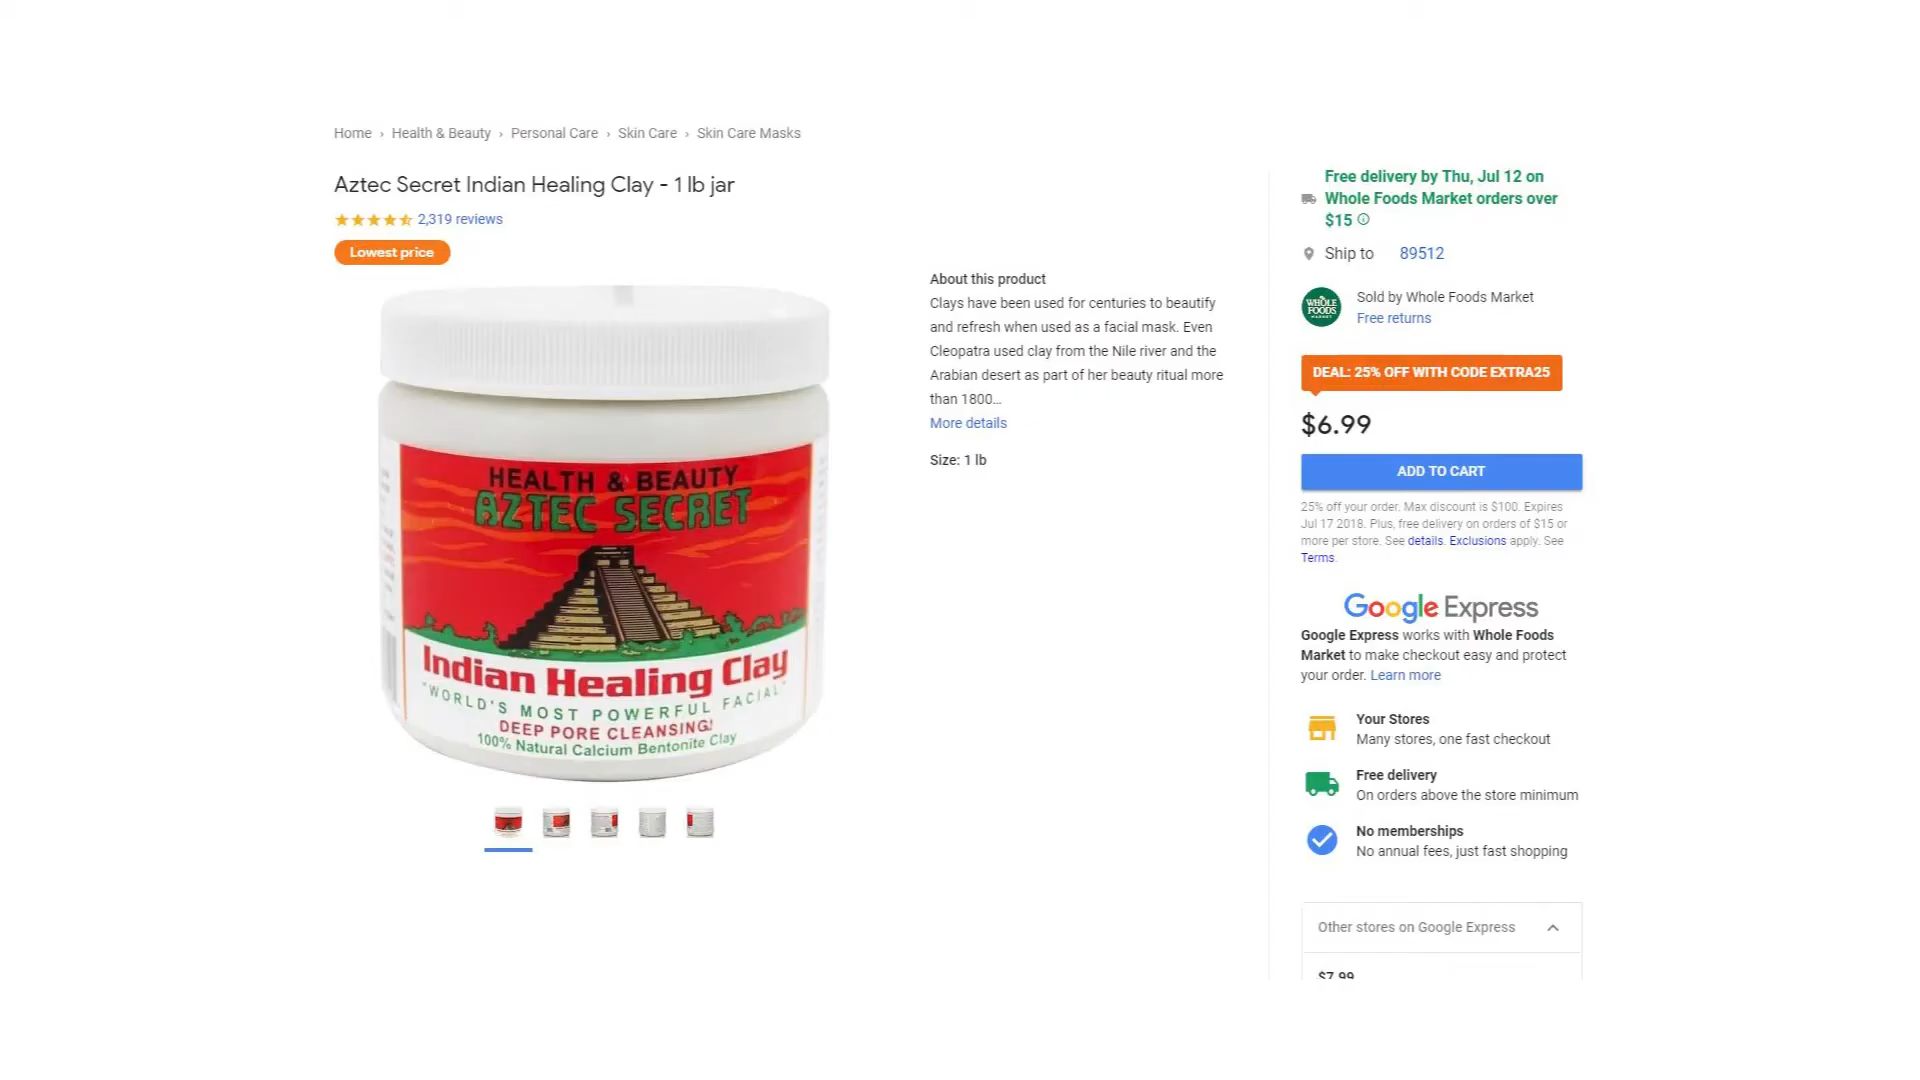 Home › Health & Beauty › Personal Care › Skin Care › Skin Care Masks
Aztec Secret Indian Healing Clay - 1 lb jar
2,319 reviews
Lowest price
HEALTH & BEAUTY
AZTEC SECRET
Indian Healing Clay
"WORLD'S MOST POWERFUL FACIAL"
DEEP PORE CLEANSING!
100% Natural Calcium Bentonite Clay
About this product
Clays have been used for centuries to beautify
and refresh when used as a facial mask. Even
Cleopatra used clay from the Nile river and the
Arabian desert as part of her beauty ritual more
than 1800...
More details
Size: 1 lb
Free delivery by Thu, Jul 12 on
Whole Foods Market orders over
$15
Ship to 89512
WHOLE
FOODS
MARKET
Sold by Whole Foods Market
Free returns
DEAL: 25% OFF WITH CODE EXTRA25
$6.99
ADD TO CART
25% off your order. Max discount is $100. Expires
Jul 17 2018. Plus, free delivery on orders of $15 or
more per store. See details. Exclusions apply. See
Terms.
Google Express
Google Express works with Whole Foods
Market to make checkout easy and protect
your order. Learn more
Your Stores
Many stores, one fast checkout
Free delivery
On orders above the store minimum
No memberships
No annual fees, just fast shopping
Other stores on Google Express
$7.99